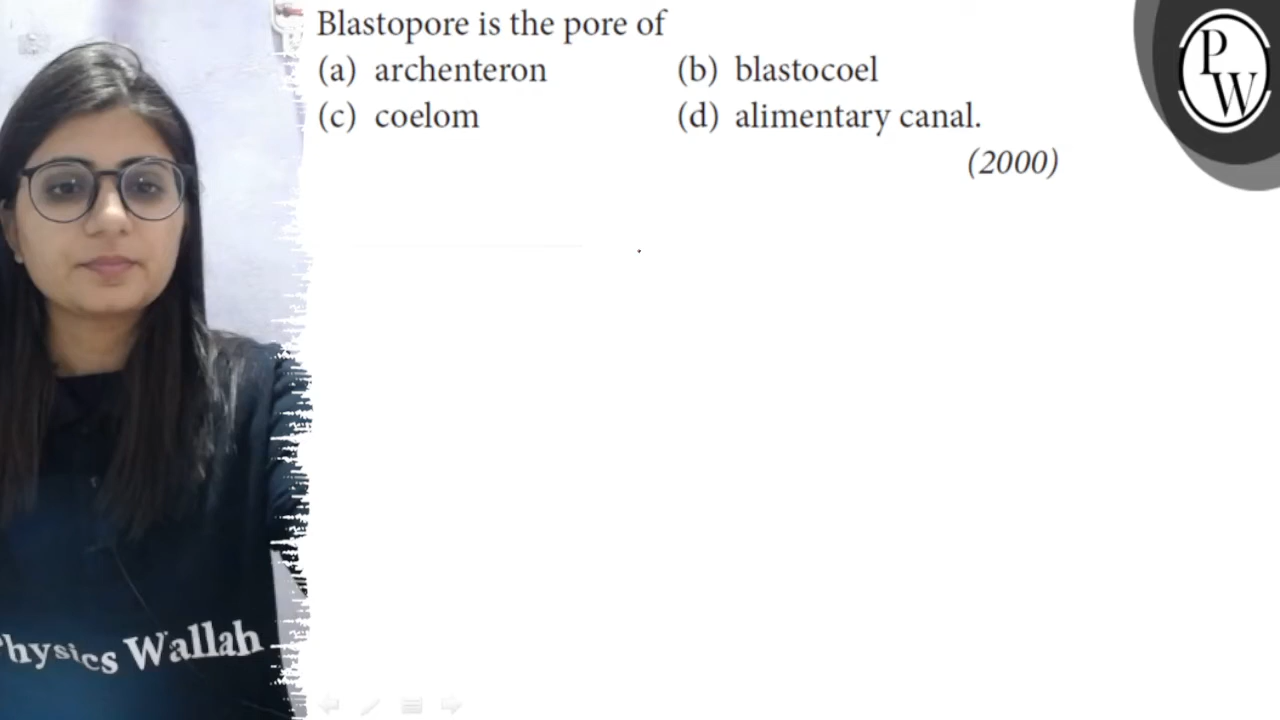 Blastopore is the pore of
(a) archenteron (b) blastocoel
(c) coelom (d) alimentary canal.
(2000)
PW
Physics Wallah